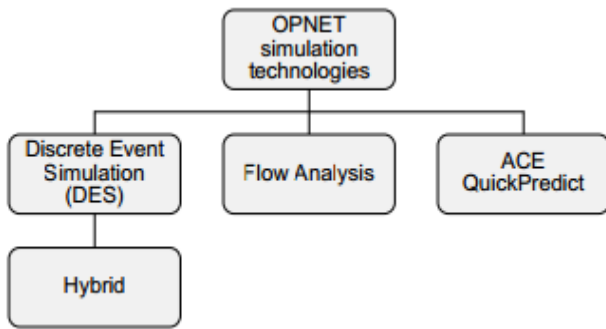 OPNET
simulation
technologies
Discrete Event
Simulation
(DES)
Flow Analysis
ACE
QuickPredict
Hybrid